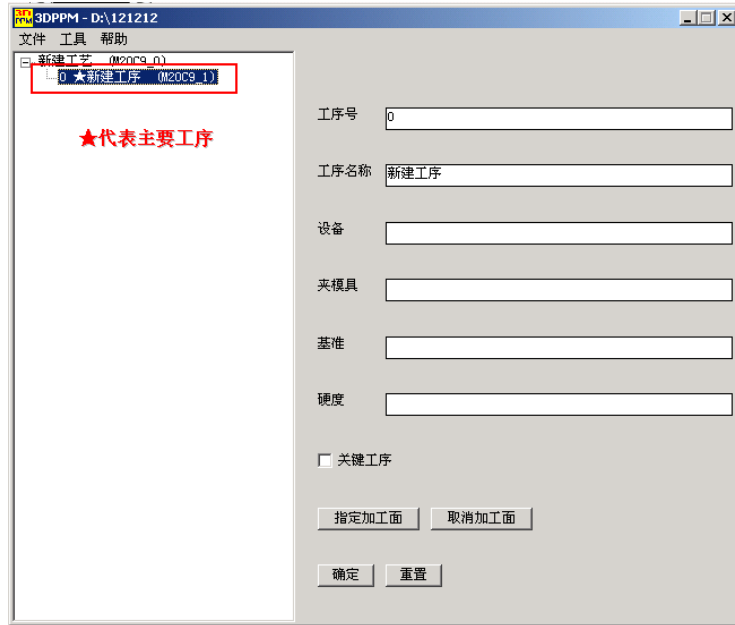 3D PPM 3DPPM - D:\121212
文件 工具 帮助
新建工艺 (M20C9_0)
0 ★新建工序 (M20C9_1)
★代表主要工序
工序号 0
工序名称 新建工序
设备
夹模具
基准
硬度
关键工序
指定加工面 取消加工面
确定 重置